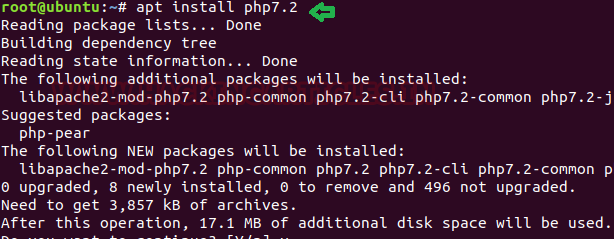 root@ubuntu:~# apt install php7.2
Reading package lists... Done
Building dependency tree
Reading state information... Done
The following additional packages will be installed:
libapache2-mod-php7.2 php-common php7.2-cli php7.2-common php7.2-j
Suggested packages:
php-pear
The following NEW packages will be installed:
libapache2-mod-php7.2 php-common php7.2 php7.2-cli php7.2-common p
0 upgraded, 8 newly installed, 0 to remove and 496 not upgraded.
Need to get 3,857 kB of archives.
After this operation, 17.1 MB of additional disk space will be used.
Do you want to continue? [Y/n] y